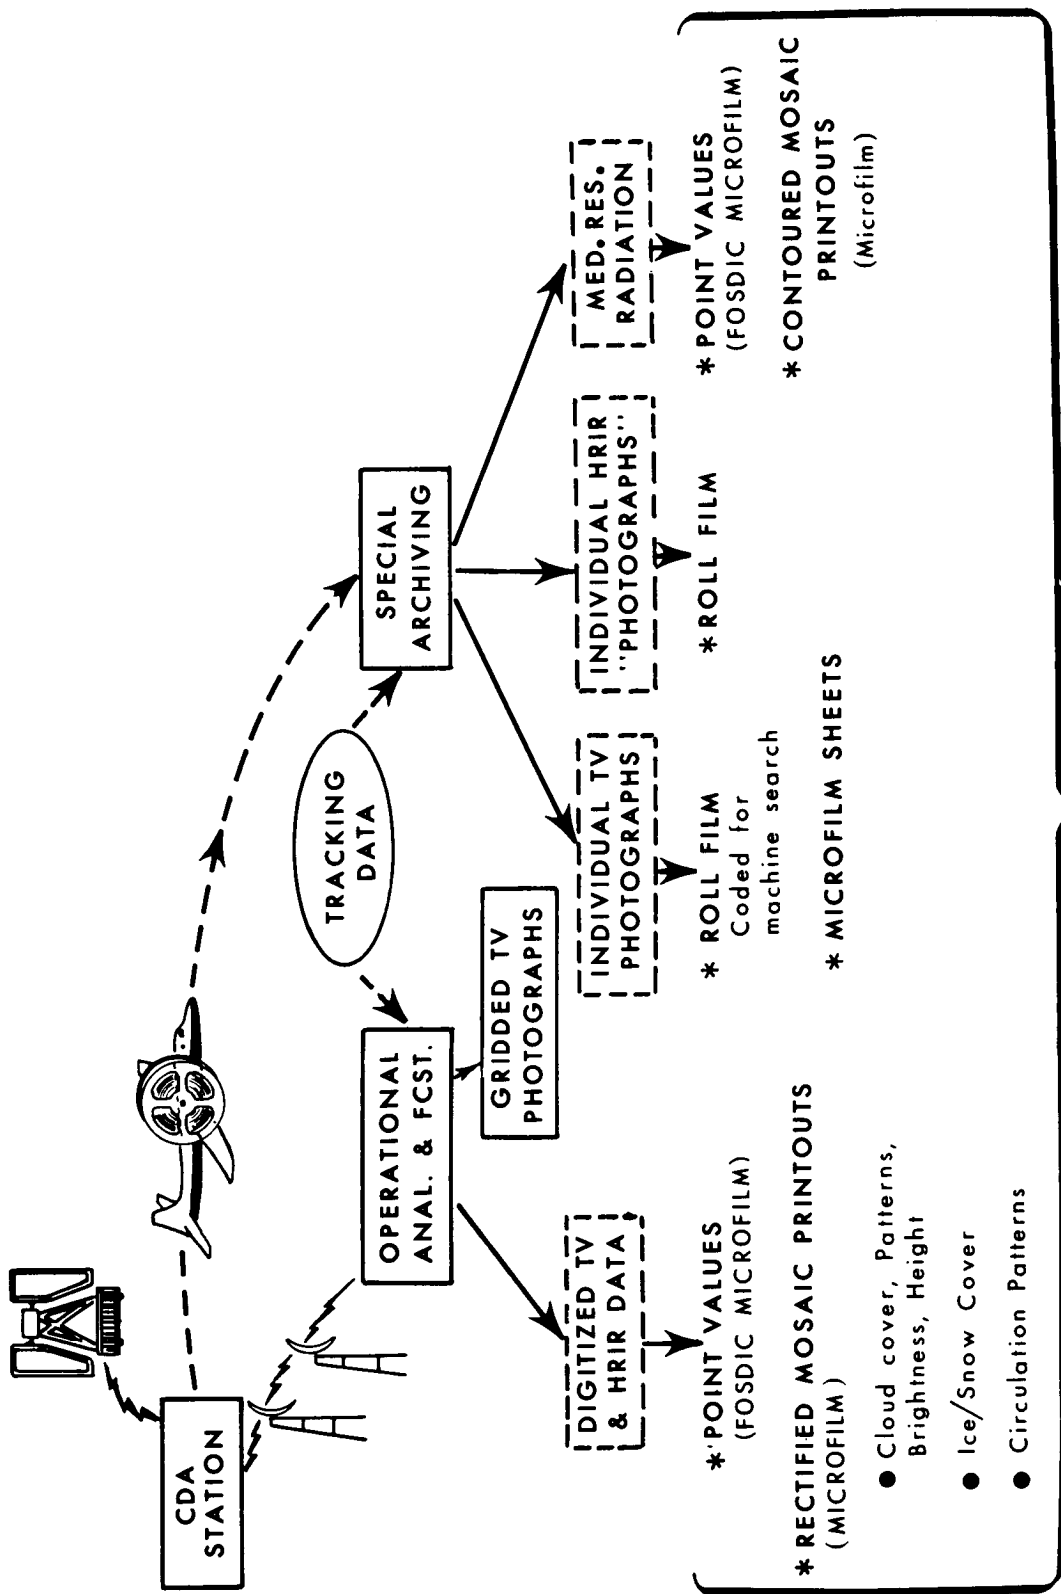 CDA
STATION
TRACKING
DATA
OPERATIONAL
ANAL. & FCST.
SPECIAL
ARCHIVING
GRIDDED TV
PHOTOGRAPHS
DIGITIZED TV
& HRIR DATA
INDIVIDUAL TV
PHOTOGRAPHS
INDIVIDUAL HRIR
"PHOTOGRAPHS"
MED. RES.
RADIATION
* POINT VALUES
(FOSDIC MICROFILM)
* RECTIFIED MOSAIC PRINTOUTS
(MICROFILM)
● Cloud cover, Patterns,
Brightness, Height
● Ice/Snow Cover
● Circulation Patterns
* ROLL FILM
Coded for
machine search
* MICROFILM SHEETS
* ROLL FILM
* POINT VALUES
(FOSDIC MICROFILM)
* CONTOURED MOSAIC
PRINTOUTS
(Microfilm)